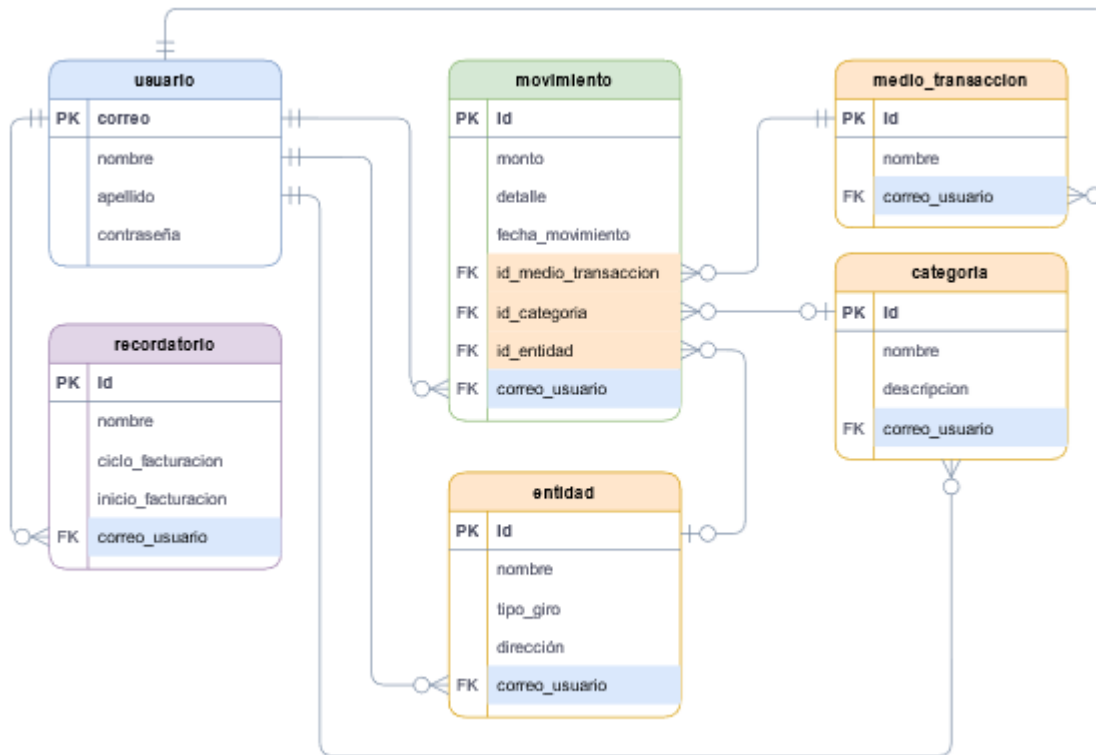 usuario
PK correo
nombre
apellido
contraseña
movimiento
PK Id
monto
detalle
fecha_movimiento
FK id_medio_transaccion
FK id_categoria
FK id_entidad
FK correo_usuario
medio_transaccion
PK Id
nombre
FK correo_usuario
categoria
PK Id
nombre
descripcion
FK correo_usuario
recordatorio
PK Id
nombre
ciclo_facturacion
inicio_facturacion
FK correo_usuario
entidad
PK Id
nombre
tipo_giro
dirección
FK correo_usuario